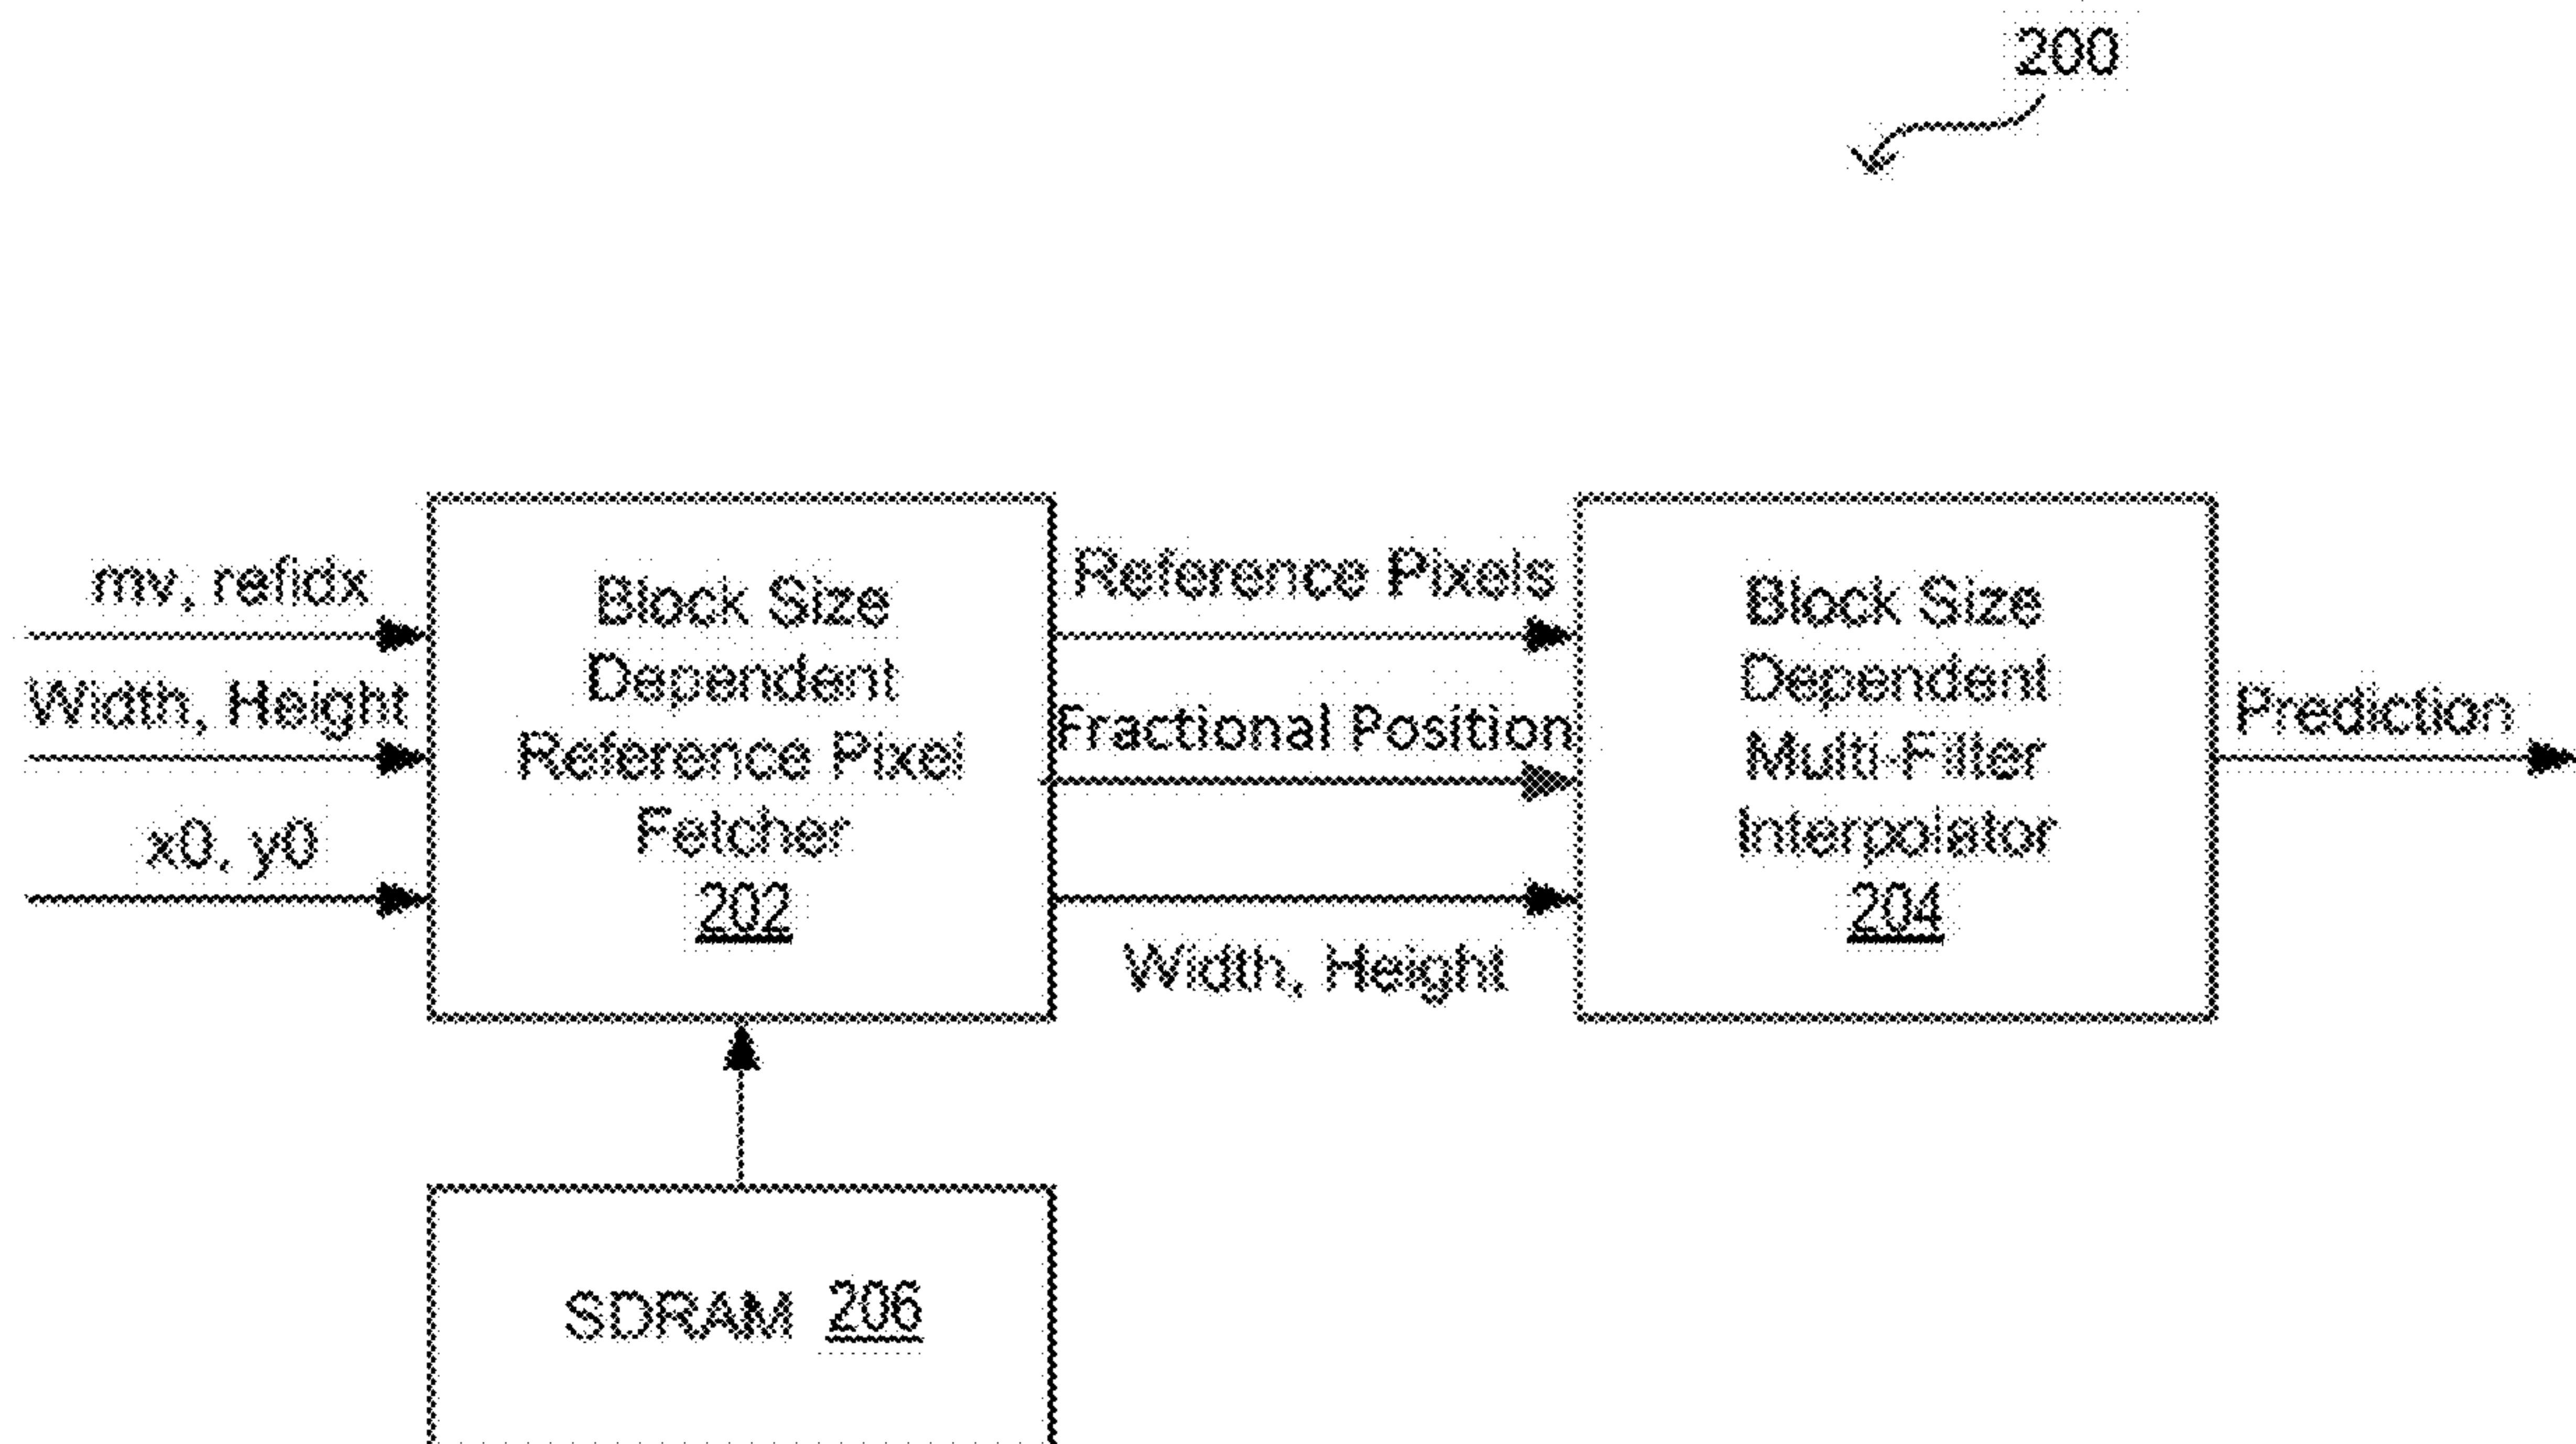 200
mv, refidx
Width, Height
x0, y0
Block Size
Dependent
Reference Pixel
Fetcher
202
Reference Pixels
Fractional Position
Width, Height
Block Size
Dependent
Multi-Filter
Interpolator
204
Prediction
SDRAM 206